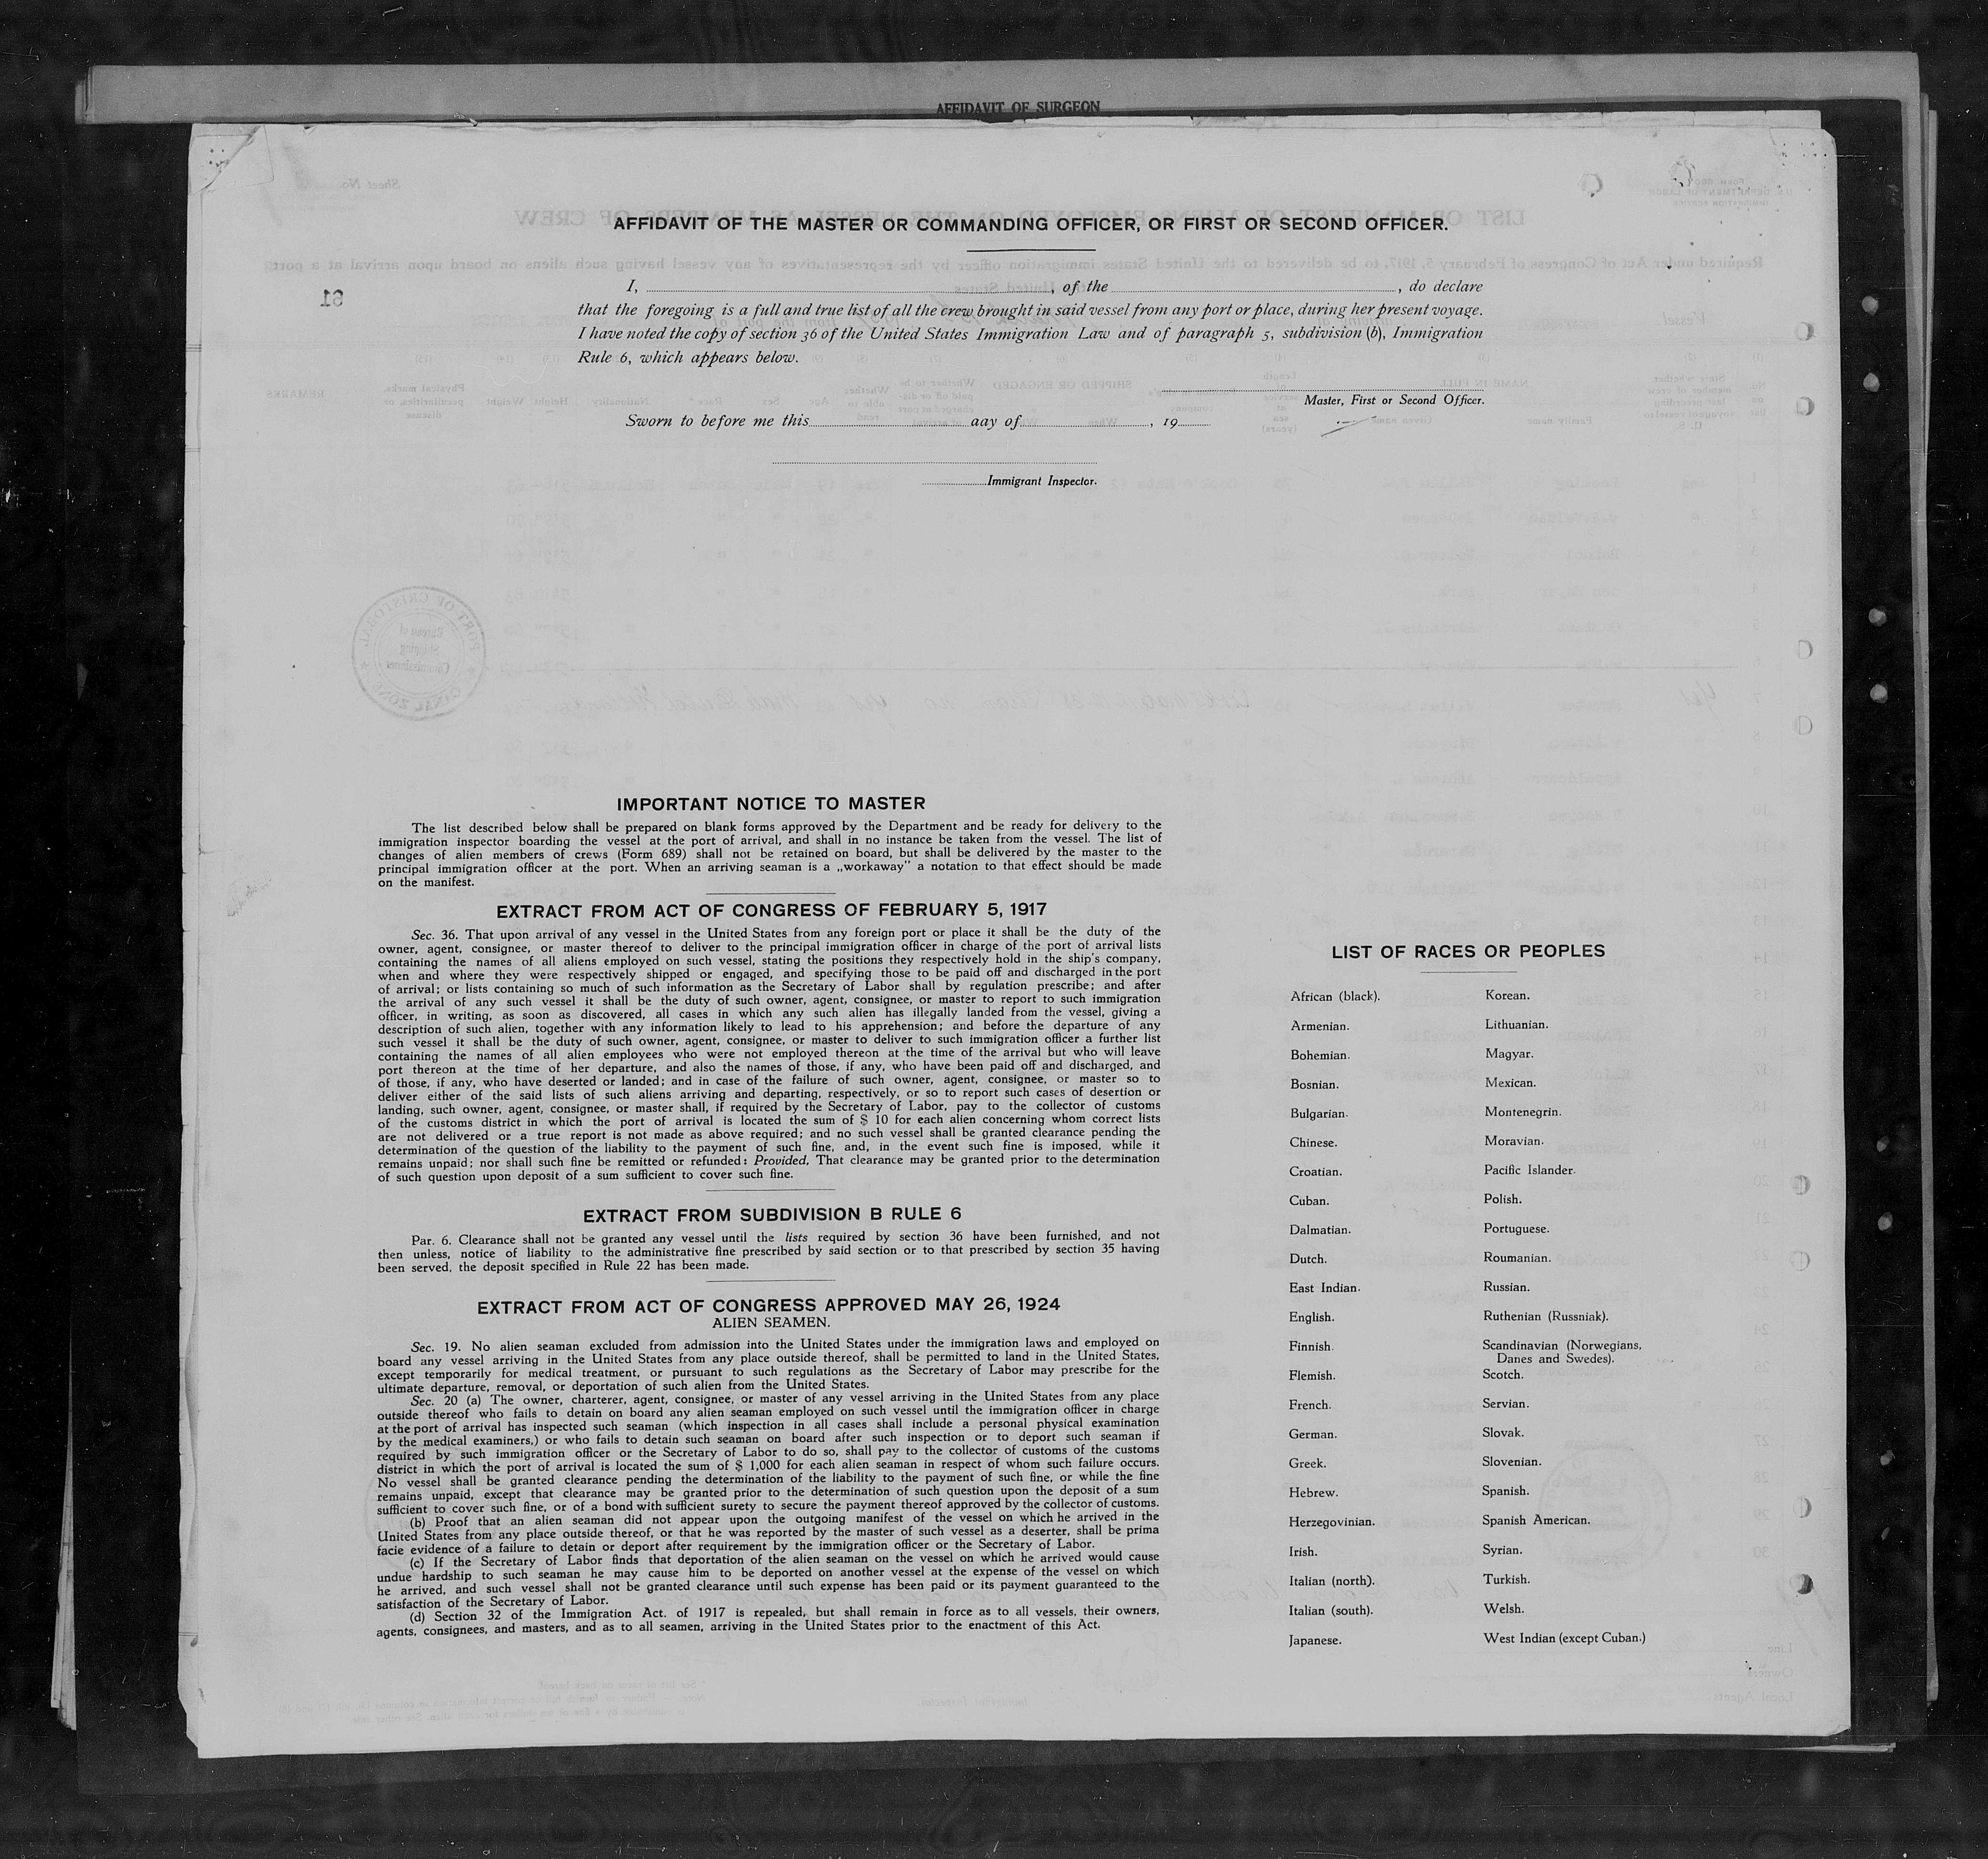 AFFIDAVIT OF SURGEON
AFFIDAVIT OF THE MASTER OR COMMANDING OFFICER, OR FIRST OR SECOND OFFICER.
I, , of the , do declare
that the foregoing is a full and true list of all the crew brought in said vessel from any port or place, during her present voyage.
I have noted the copy of section 36 of the United States Immigration Law and of paragraph 5, subdivision (b), Immigration
Rule 6, which appears below.
Master, First or Second Officer.
Sworn to before me this aay of , 19
Immigrant Inspector.
IMPORTANT NOTICE TO MASTER
The list described below shall be prepared on blank forms approved by the Department and be ready for delivery to the
immigration inspector boarding the vessel at the port of arrival, and shall in no instance be taken from the vessel. The list of
changes of alien members of crews (Form 689) shall not be retained on board, but shall be delivered by the master to the
principal immigration officer at the port. When an arriving seaman is a „workaway” a notation to that effect should be made
on the manifest.
EXTRACT FROM ACT OF CONGRESS OF FEBRUARY 5, 1917
Sec. 36. That upon arrival of any vessel in the United States from any foreign port or place it shall be the duty of the
owner, agent, consignee, or master thereof to deliver to the principal immigration officer in charge of the port of arrival lists
containing the names of all aliens employed on such vessel, stating the positions they respectively hold in the ship's company,
when and where they were respectively shipped or engaged, and specifying those to be paid off and discharged in the port
of arrival; or lists containing so much of such information as the Secretary of Labor shall by regulation prescribe; and after
the arrival of any such vessel it shall be the duty of such owner, agent, consignee, or master to report to such immigration
officer, in writing, as soon as discovered, all cases in which any such alien has illegally landed from the vessel, giving a
description of such alien, together with any information likely to lead to his apprehension; and before the departure of any
such vessel it shall be the duty of such owner, agent, consignee, or master to deliver to such immigration officer a further list
containing the names of all alien employees who were not employed thereon at the time of the arrival but who will leave
port thereon at the time of her departure, and also the names of those, if any, who have been paid off and discharged, and
of those, if any, who have deserted or landed; and in case of the failure of such owner, agent, consignee, or master so to
deliver either of the said lists of such aliens arriving and departing, respectively, or so to report such cases of desertion or
landing, such owner, agent, consignee, or master shall, if required by the Secretary of Labor, pay to the collector of customs
of the customs district in which the port of arrival is located the sum of $ 10 for each alien concerning whom correct lists
are not delivered or a true report is not made as above required; and no such vessel shall be granted clearance pending the
determination of the question of the liability to the payment of such fine, and, in the event such fine is imposed, while it
remains unpaid; nor shall such fine be remitted or refunded: Provided, That clearance may be granted prior to the determination
of such question upon deposit of a sum sufficient to cover such fine.
EXTRACT FROM SUBDIVISION B RULE 6
Par. 6. Clearance shall not be granted any vessel until the lists required by section 36 have been furnished, and not
then unless, notice of liability to the administrative fine prescribed by said section or to that prescribed by section 35 having
been served, the deposit specified in Rule 22 has been made.
EXTRACT FROM ACT OF CONGRESS APPROVED MAY 26, 1924
ALIEN SEAMEN.
Sec. 19. No alien seaman excluded from admission into the United States under the immigration laws and employed on
board any vessel arriving in the United States from any place outside thereof, shall be permitted to land in the United States,
except temporarily for medical treatment, or pursuant to such regulations as the Secretary of Labor may prescribe for the
ultimate departure, removal, or deportation of such alien from the United States.
Sec. 20 (a) The owner, charterer, agent, consignee, or master of any vessel arriving in the United States from any place
outside thereof who fails to detain on board any alien seaman employed on such vessel until the immigration officer in charge
at the port of arrival has inspected such seaman (which inspection in all cases shall include a personal physical examination
by the medical examiners,) or who fails to detain such seaman on board after such inspection or to deport such seaman if
required by such immigration officer or the Secretary of Labor to do so, shall pay to the collector of customs of the customs
district in which the port of arrival is located the sum of $ 1,000 for each alien seaman in respect of whom such failure occurs.
No vessel shall be granted clearance pending the determination of the liability to the payment of such fine, or while the fine
remains unpaid, except that clearance may be granted prior to the determination of such question upon the deposit of a sum
sufficient to cover such fine, or of a bond with sufficient surety to secure the payment thereof approved by the collector of customs.
(b) Proof that an alien seaman did not appear upon the outgoing manifest of the vessel on which he arrived in the
United States from any place outside thereof, or that he was reported by the master of such vessel as a deserter, shall be prima
facie evidence of a failure to detain or deport after requirement by the immigration officer or the Secretary of Labor.
(c) If the Secretary of Labor finds that deportation of the alien seaman on the vessel on which he arrived would cause
undue hardship to such seaman he may cause him to be deported on another vessel at the expense of the vessel on which
he arrived, and such vessel shall not be granted clearance until such expense has been paid or its payment guaranteed to the
satisfaction of the Secretary of Labor.
(d) Section 32 of the Immigration Act. of 1917 is repealed, but shall remain in force as to all vessels, their owners,
agents, consignees, and masters, and as to all seamen, arriving in the United States prior to the enactment of this Act.
LIST OF RACES OR PEOPLES
African (black).
Armenian.
Bohemian.
Bosnian.
Bulgarian.
Chinese.
Croatian.
Cuban.
Dalmatian.
Dutch.
East Indian.
English.
Finnish.
Flemish.
French.
German.
Greek.
Hebrew.
Herzegovinian.
Irish.
Italian (north).
Italian (south).
Japanese.
Korean.
Lithuanian.
Magyar.
Mexican.
Montenegrin.
Moravian.
Pacific Islander.
Polish.
Portuguese.
Roumanian.
Russian.
Ruthenian (Russniak).
Scandinavian (Norwegians,
Danes and Swedes).
Scotch.
Servian.
Slovak.
Slovenian.
Spanish.
Spanish American.
Syrian.
Turkish.
Welsh.
West Indian (except Cuban.)